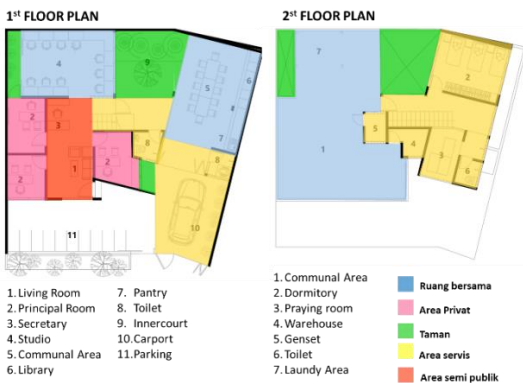 1st FLOOR PLAN
2st FLOOR PLAN
4
9
5
6
7
2
3
8
1
2
2
8
10
11
7
2
1
5
4
3
6
1. Living Room
2. Principal Room
3. Secretary
4. Studio
5. Communal Area
6. Library
7. Pantry
8. Toilet
9. Innercourt
10. Carport
11. Parking
1. Communal Area
2. Dormitory
3. Praying room
4. Warehouse
5. Genset
6. Toilet
7. Laundy Area
Ruang bersama
Area Privat
Taman
Area servis
Area semi publik